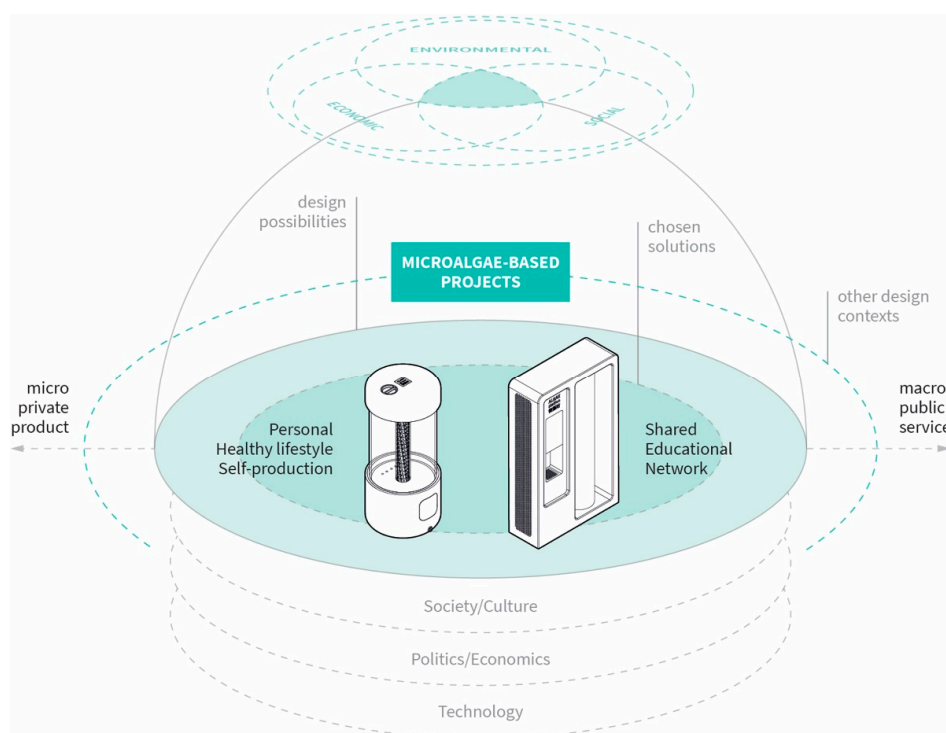 ENVIRONMENTAL
ECONOMIC
SOCIAL
design
possibilities
chosen
solutions
MICROALGAE-BASED
PROJECTS
other design
contexts
micro
private
product
macro
public
service
Personal
Healthy lifestyle
Self-production
Shared
Educational
Network
Society/Culture
Politics/Economics
Technology